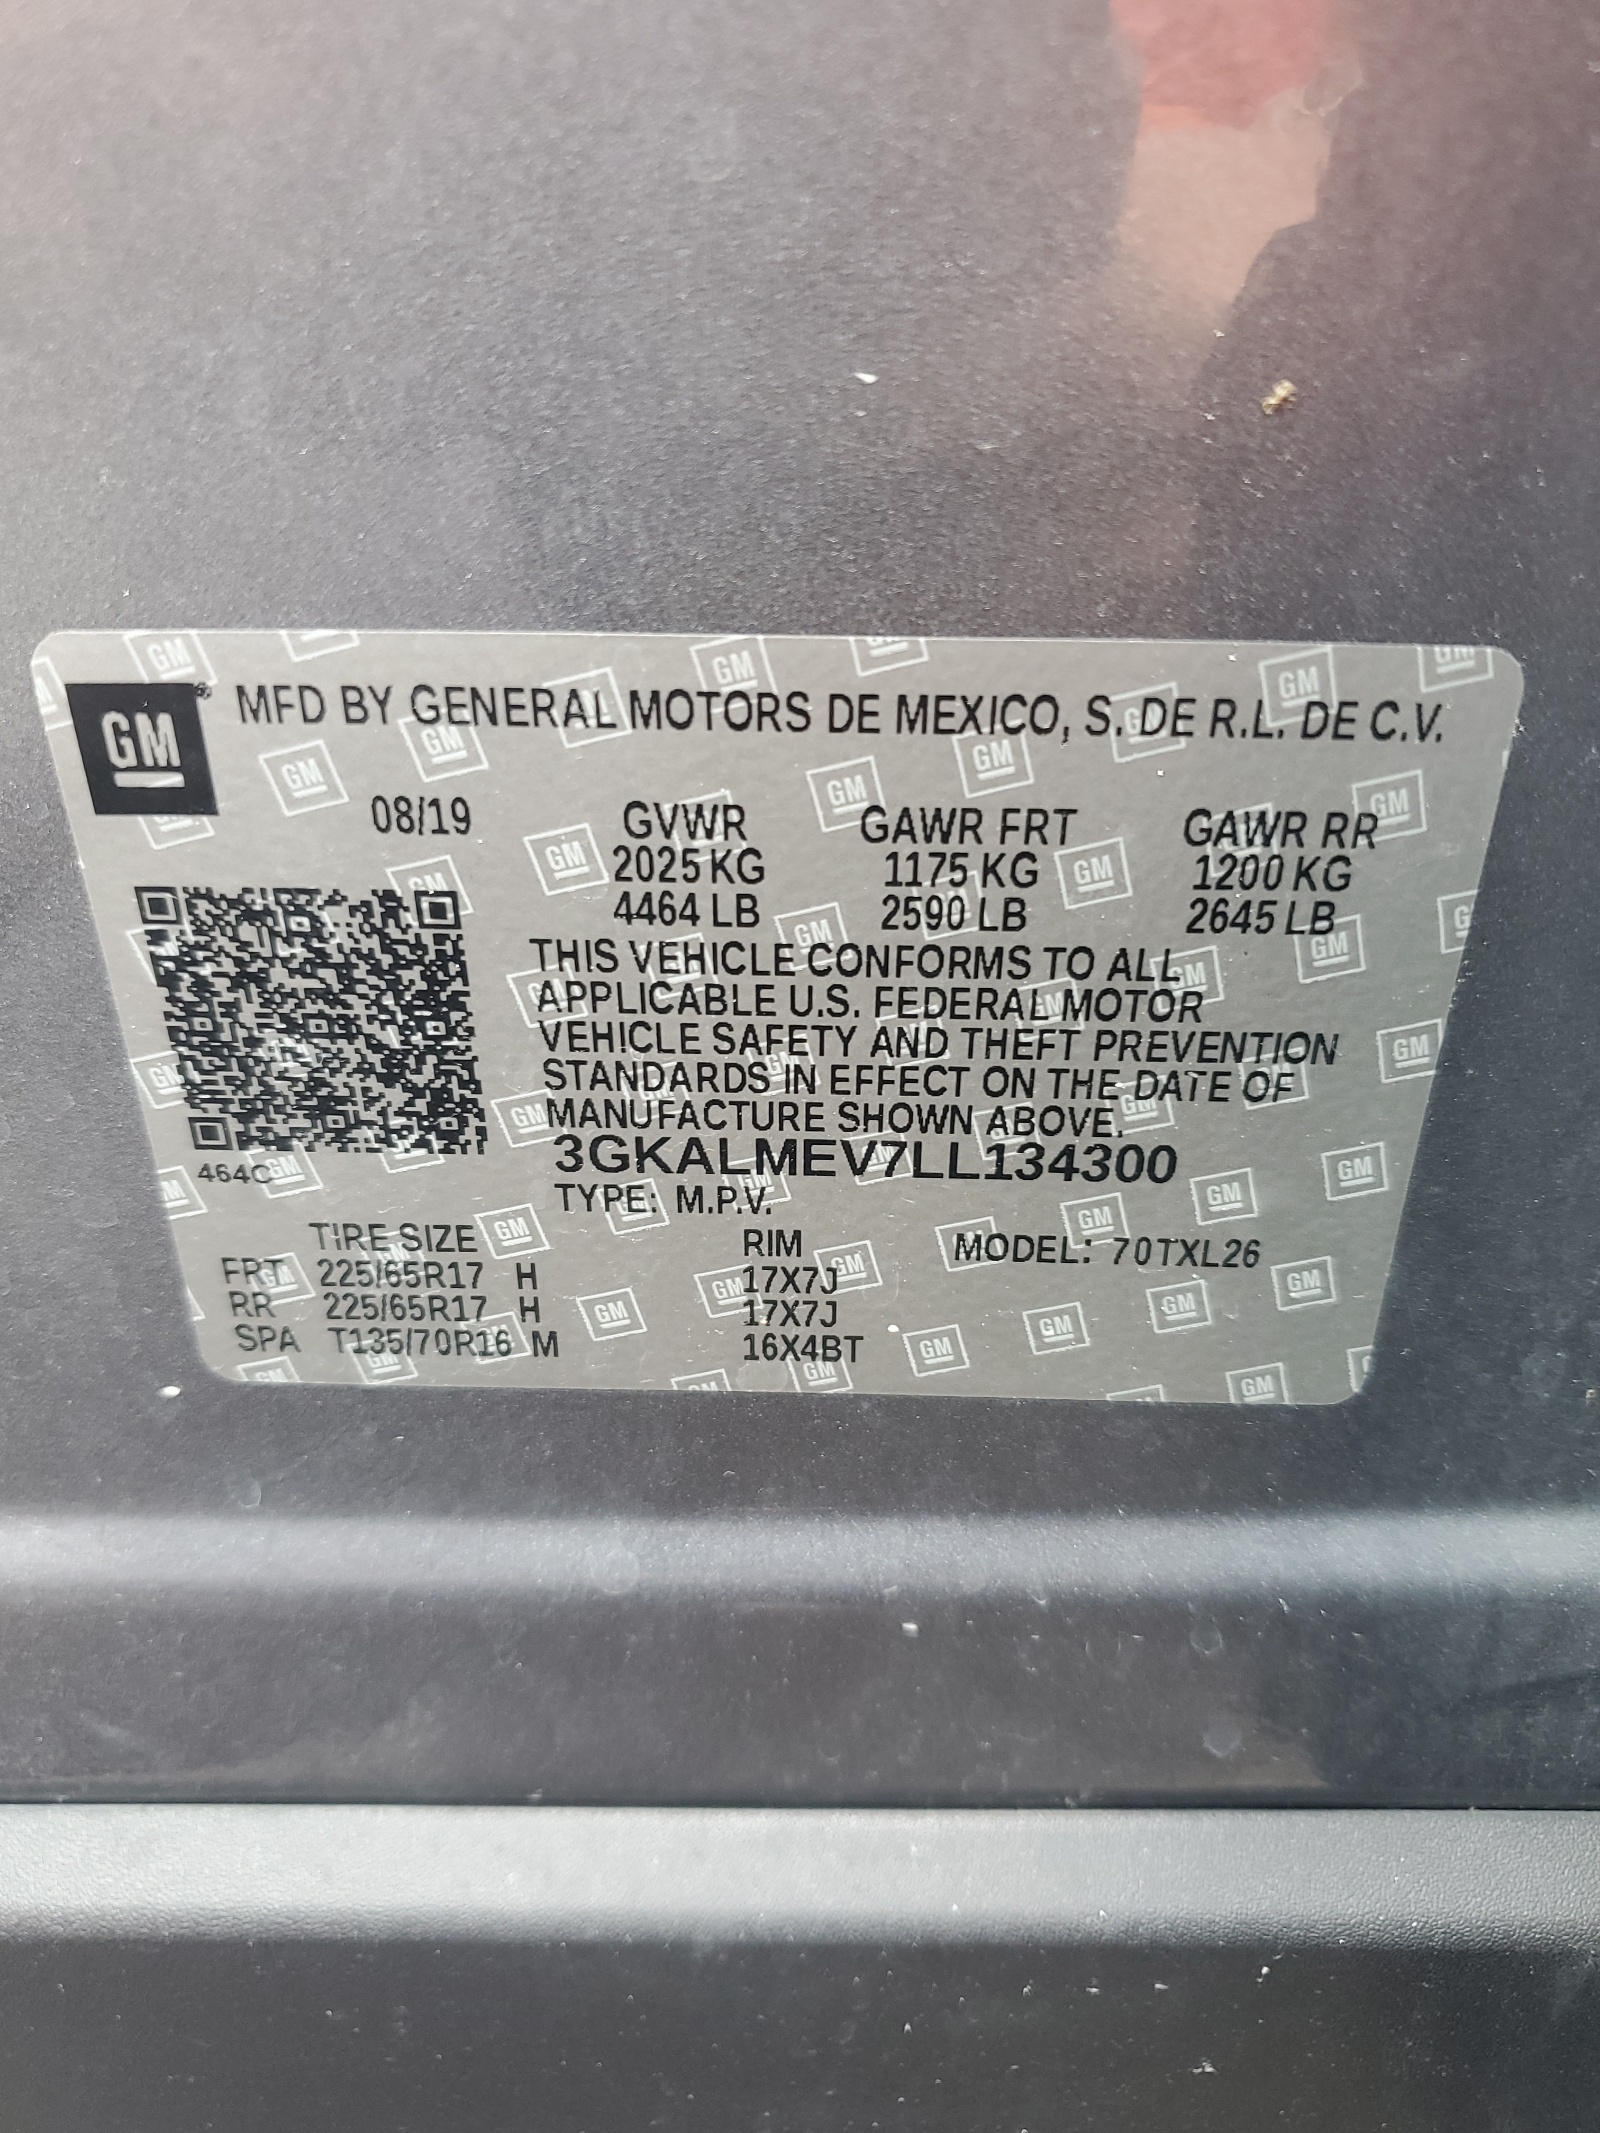 GM® MFD BY GENERAL MOTORS DE MEXICO, S. DE R.L. DE C.V.
08/19 GVWR GAWR FRT GAWR RR
2025 KG 1175 KG 1200 KG
4464 LB 2590 LB 2645 LB
THIS VEHICLE CONFORMS TO ALL
APPLICABLE U.S. FEDERAL MOTOR
VEHICLE SAFETY AND THEFT PREVENTION
STANDARDS IN EFFECT ON THE DATE OF
MANUFACTURE SHOWN ABOVE.
464C 3GKALMEV7LL134300
TYPE: M.P.V.
TIRE SIZE RIM MODEL: 70TXL26
FRT 225/65R17 H 17X7J
RR 225/65R17 H 17X7J
SPA T135/70R16 M 16X4BT